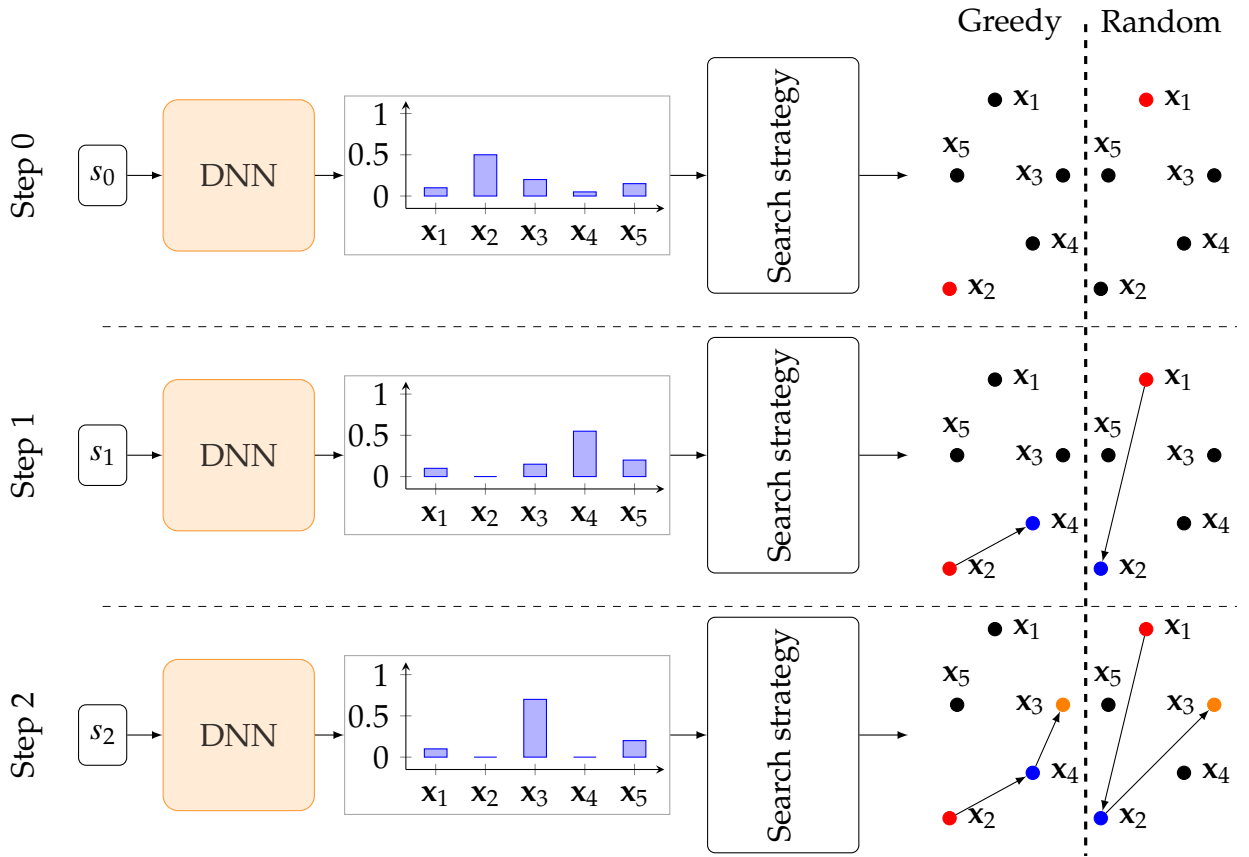 Greedy Random
Step 0
s₀
DNN
1
0.5
0
x₁ x₂ x₃ x₄ x₅
Search strategy
x₁
x₅
x₃
x₄
x₂
x₁
x₅
x₃
x₄
x₂
Step 1
s₁
DNN
1
0.5
0
x₁ x₂ x₃ x₄ x₅
Search strategy
x₁
x₅
x₃
x₄
x₂
x₁
x₅
x₃
x₄
x₂
Step 2
s₂
DNN
1
0.5
0
x₁ x₂ x₃ x₄ x₅
Search strategy
x₁
x₃
x₄
x₂
x₁
x₅
x₃
x₄
x₂